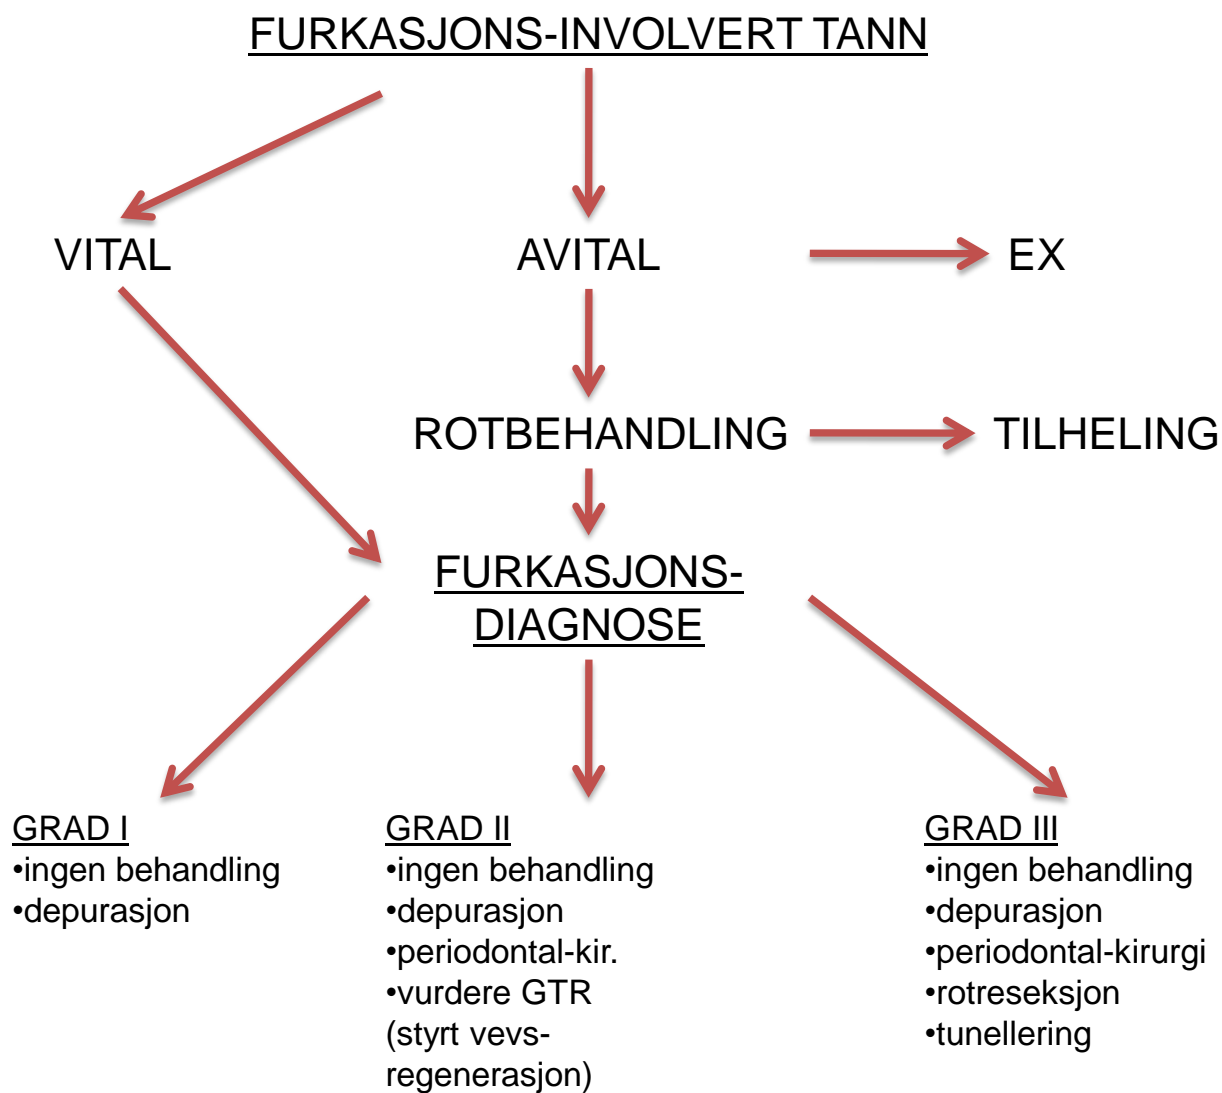 FURKASJONS-INVOLVERT TANN
VITAL
AVITAL
EX
ROTBEHANDLING
TILHELING
FURKASJONS-
DIAGNOSE
GRAD I
•ingen behandling
•depurasjon
GRAD II
•ingen behandling
•depurasjon
•periodontal-kir.
•vurdere GTR
(styrt vevs-
regenerasjon)
GRAD III
•ingen behandling
•depurasjon
•periodontal-kirurgi
•rotreseksjon
•tunellering